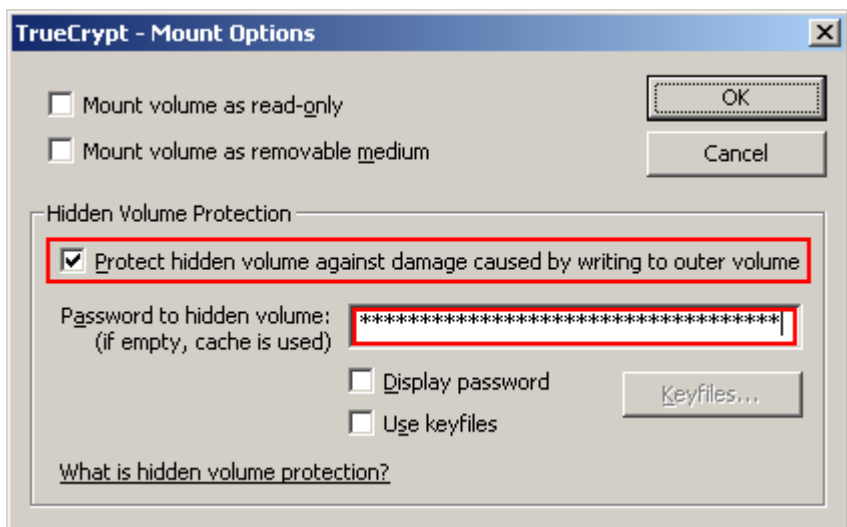 TrueCrypt - Mount Options
Mount volume as read-only
OK
Mount volume as removable medium
Cancel
Hidden Volume Protection
Protect hidden volume against damage caused by writing to outer volume
Password to hidden volume:
(if empty, cache is used)
***********************************
Display password
Keyfiles...
Use keyfiles
What is hidden volume protection?